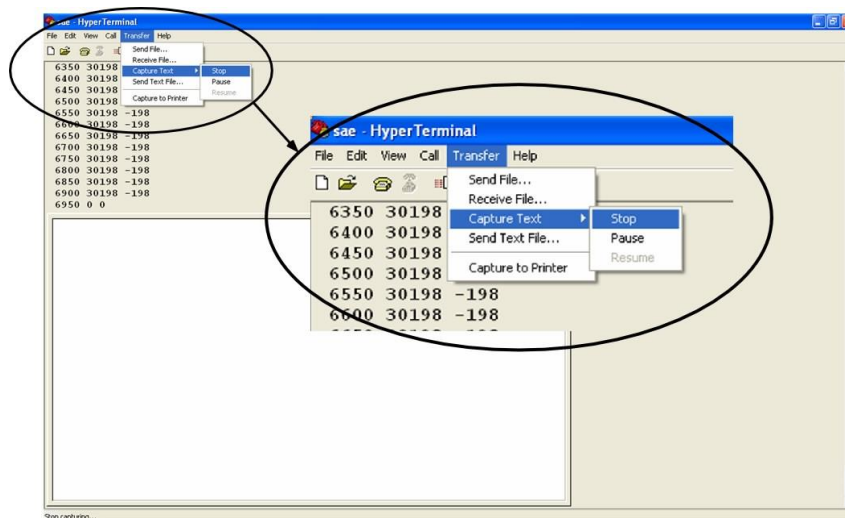 sae - HyperTerminal
File Edit View Call Transfer Help
Send File...
Receive File...
Capture Text
Stop
Send Text File...
Pause
Resume
Capture to Printer
6350 30198
6400 30198
6450 30198
6500 30198
6550 30198 -198
6600 30198 -198
6650 30198 -198
6700 30198 -198
6750 30198 -198
6800 30198 -198
6850 30198 -198
6900 30198 -198
6950 0 0
sae - HyperTerminal
File Edit View Call Transfer Help
Send File...
Receive File...
Capture Text
Stop
Send Text File...
Pause
Resume
Capture to Printer
6350 30198
6400 30198
6450 30198
6500 30198
6550 30198 -198
6600 30198 -198
Stop capturing...